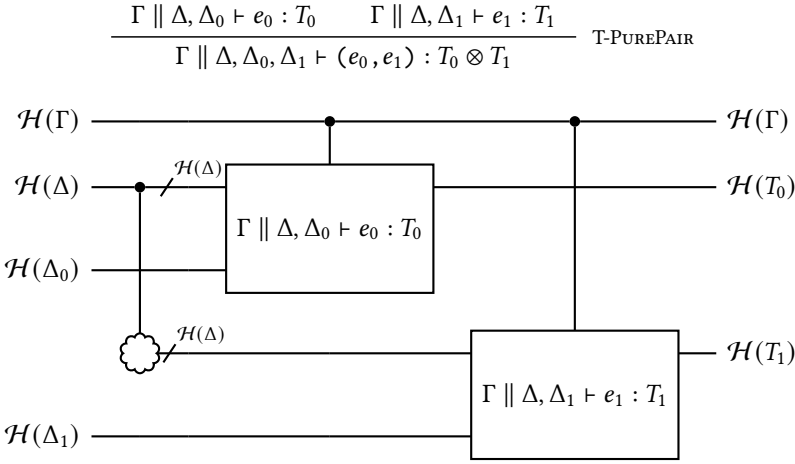 Γ ∥ Δ, Δ₀ ⊢ e₀ : T₀ Γ ∥ Δ, Δ₁ ⊢ e₁ : T₁
T-PurePair
Γ ∥ Δ, Δ₀, Δ₁ ⊢ (e₀, e₁) : T₀ ⊗ T₁
ℋ(Γ) ℋ(Γ)
ℋ(Δ)
ℋ(Δ) ℋ(T₀)
Γ ∥ Δ, Δ₀ ⊢ e₀ : T₀
ℋ(Δ₀)
ℋ(Δ)
ℋ(T₁)
Γ ∥ Δ, Δ₁ ⊢ e₁ : T₁
ℋ(Δ₁)